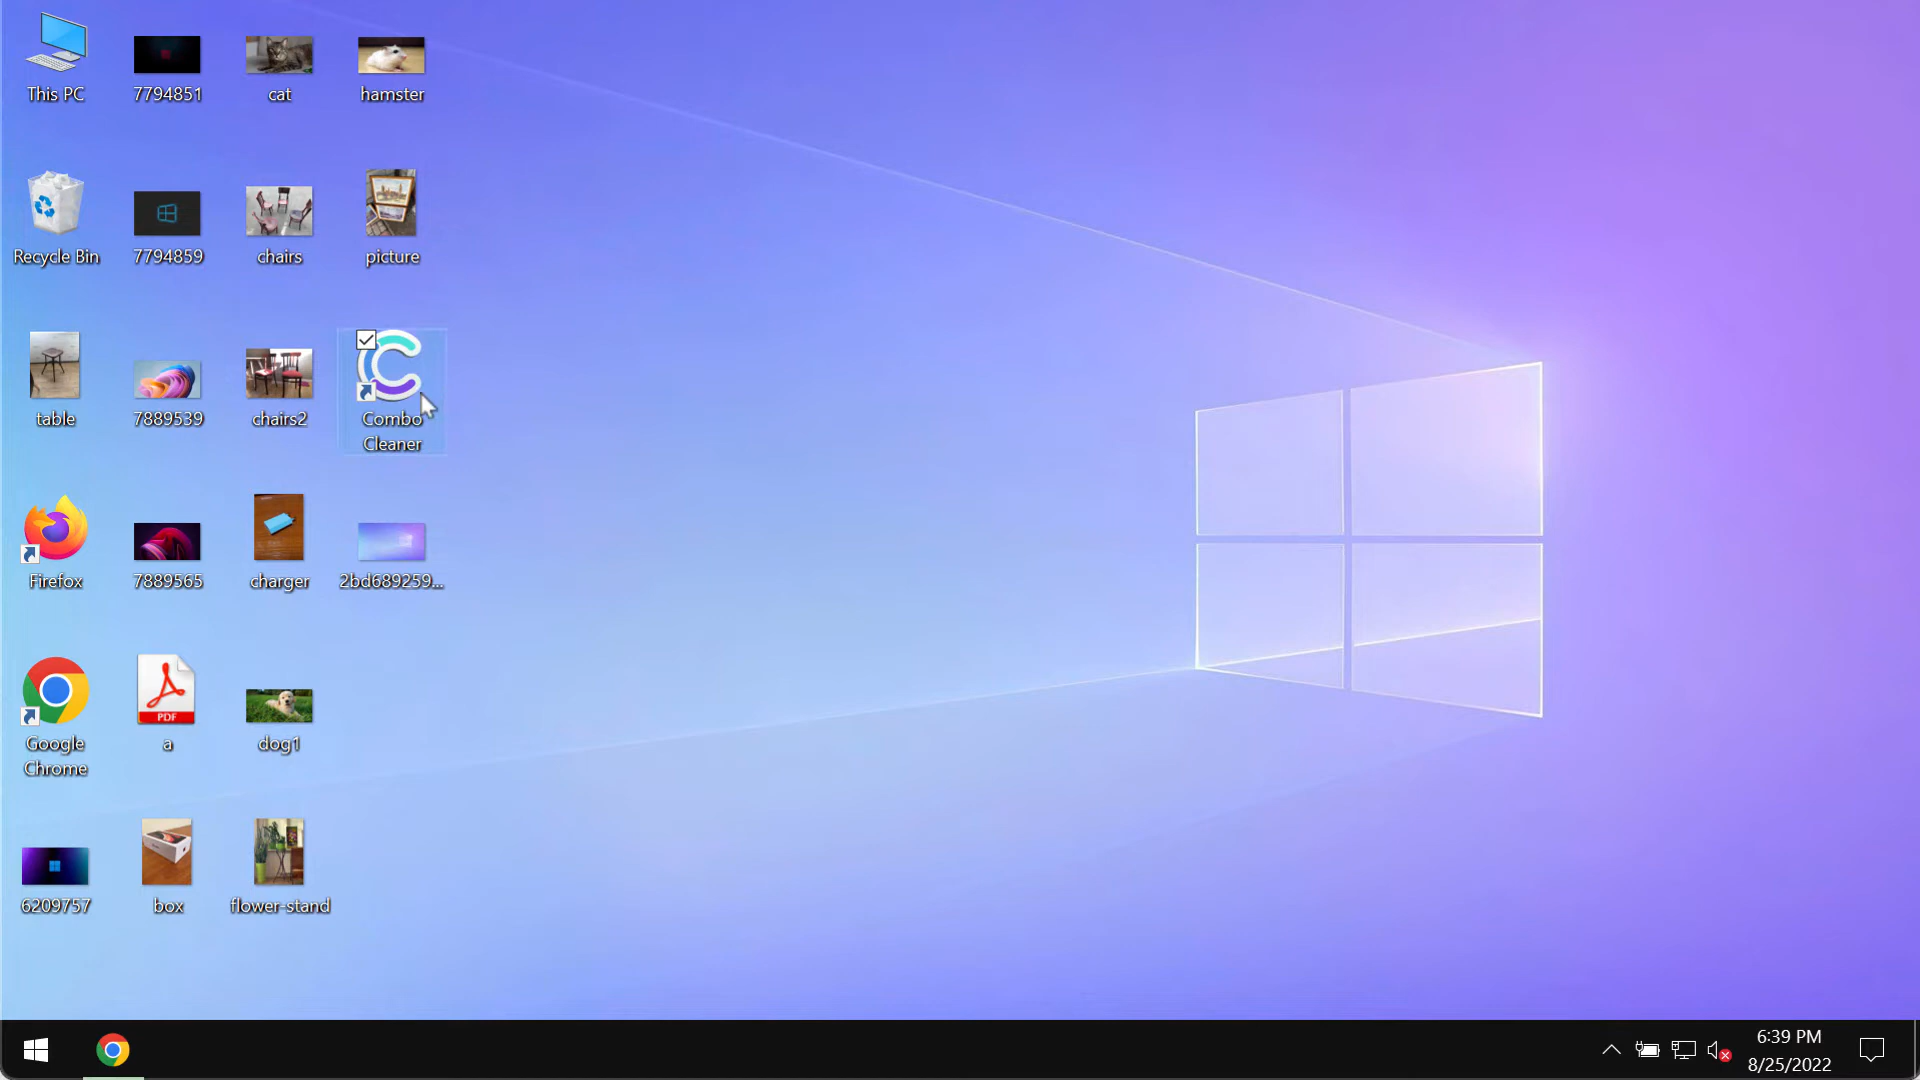 This PC
7794851
cat
hamster
Recycle Bin
7794859
chairs
picture
table
7889539
chairs2
Combo
Cleaner
Firefox
7889565
charger
2bd689259...
Google
Chrome
PDF
a
dog1
6209757
box
flower-stand
6:39 PM
8/25/2022